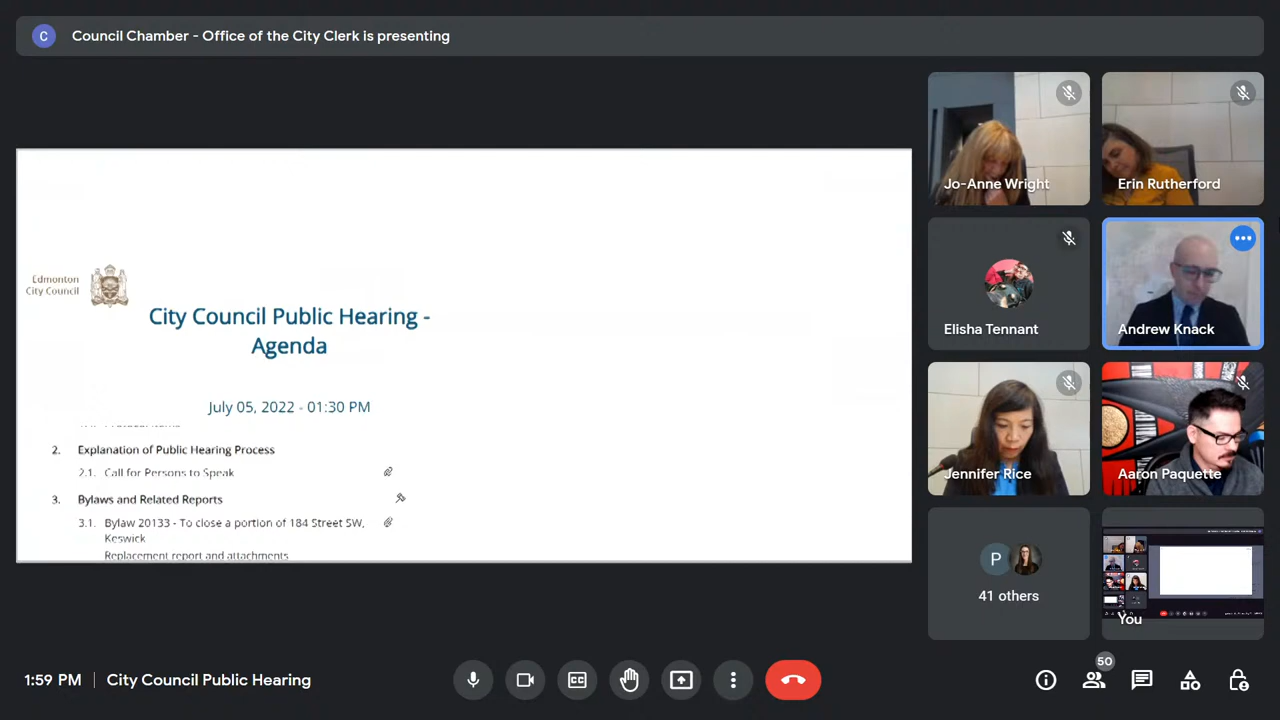 C
Council Chamber - Office of the City Clerk is presenting
Edmonton
City Council
City Council Public Hearing -
Agenda
July 05, 2022 - 01:30 PM
2. Explanation of Public Hearing Process
2.1. Call for Persons to Speak
3. Bylaws and Related Reports
3.1. Bylaw 20133 - To close a portion of 184 Street SW,
Keswick
Replacement report and attachments
Jo-Anne Wright
Erin Rutherford
Elisha Tennant
Andrew Knack
Jennifer Rice
Aaron Paquette
P
41 others
You
1:59 PM | City Council Public Hearing
50